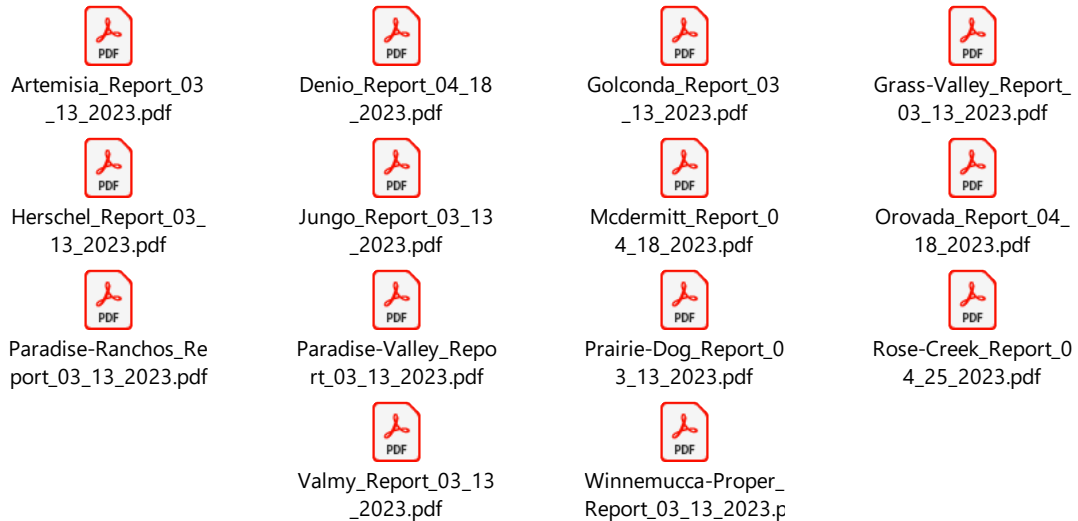 PDF
PDF
PDF
PDF
Artemisia_Report_03
_13_2023.pdf
Denio_Report_04_18
_2023.pdf
Golconda_Report_03
_13_2023.pdf
Grass-Valley_Report_
03_13_2023.pdf
PDF
PDF
PDF
PDF
Herschel_Report_03_
13_2023.pdf
Jungo_Report_03_13
_2023.pdf
Mcdermitt_Report_0
4_18_2023.pdf
Orovada_Report_04_
18_2023.pdf
PDF
PDF
PDF
PDF
Paradise-Ranchos_Re
port_03_13_2023.pdf
Paradise-Valley_Repo
rt_03_13_2023.pdf
Prairie-Dog_Report_0
3_13_2023.pdf
Rose-Creek_Report_0
4_25_2023.pdf
PDF
PDF
Valmy_Report_03_13
_2023.pdf
Winnemucca-Proper_
Report_03_13_2023.p